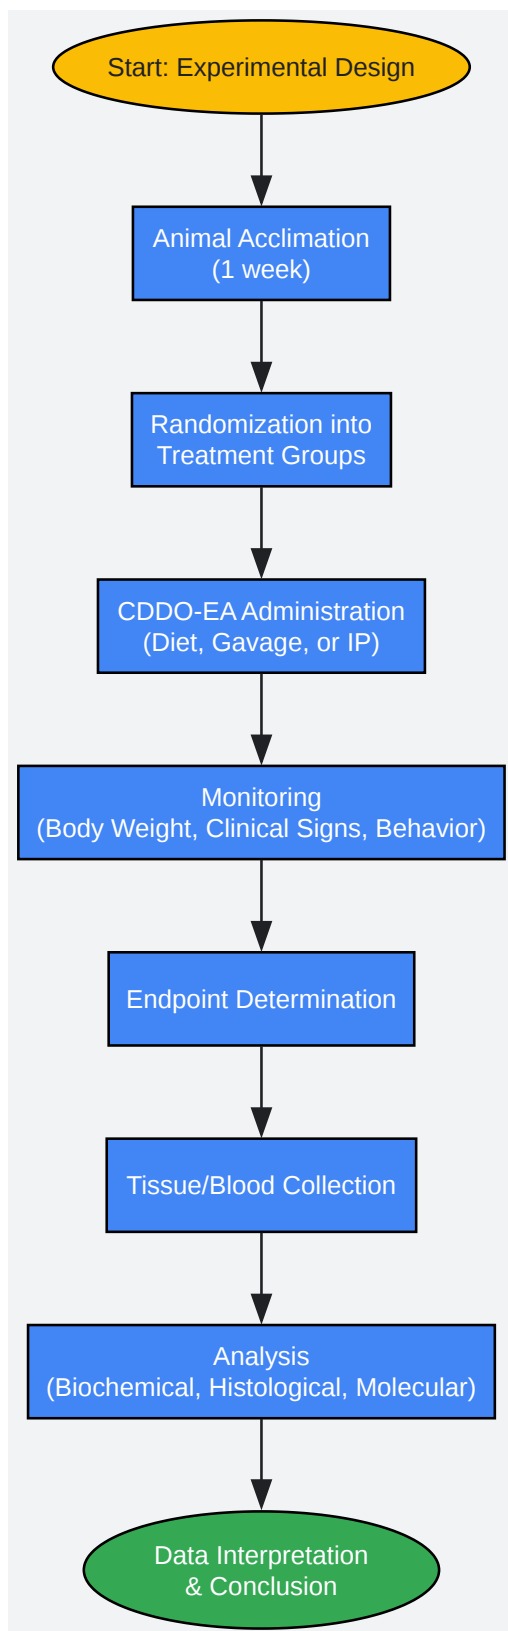 Start: Experimental Design
Animal Acclimation
(1 week)
Randomization into
Treatment Groups
CDDO-EA Administration
(Diet, Gavage, or IP)
Monitoring
(Body Weight, Clinical Signs, Behavior)
Endpoint Determination
Tissue/Blood Collection
Analysis
(Biochemical, Histological, Molecular)
Data Interpretation
& Conclusion